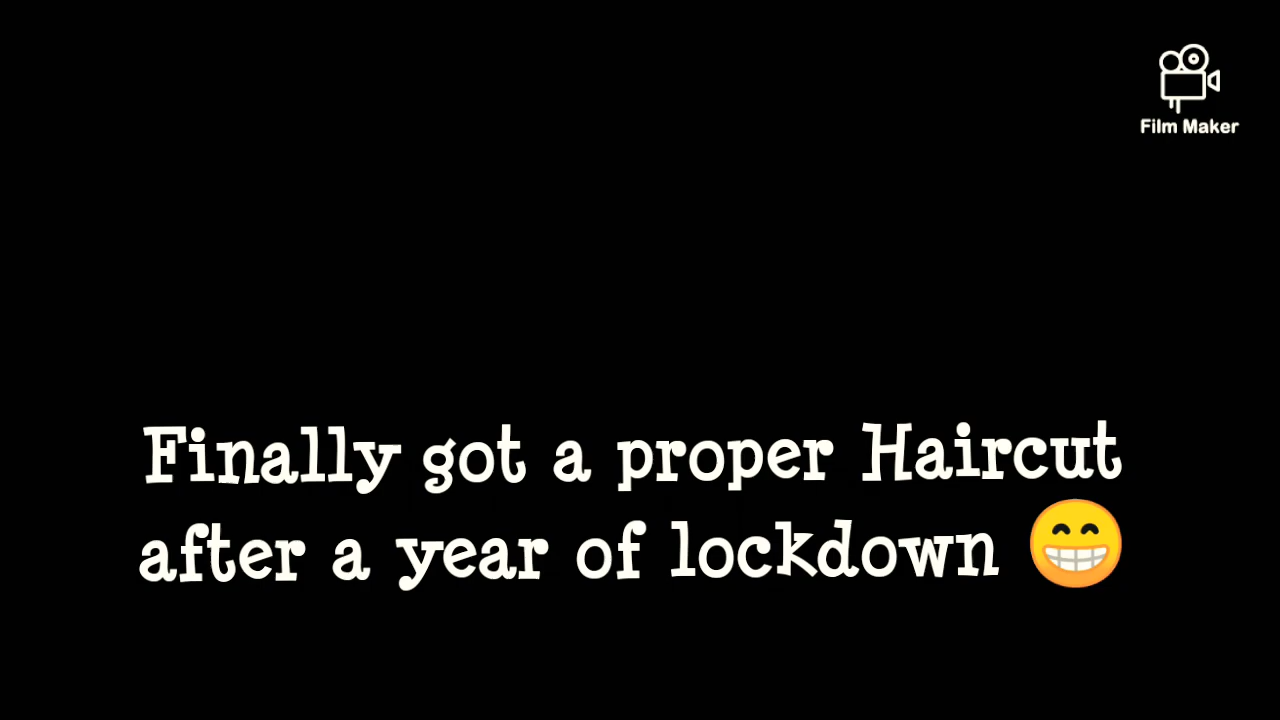 Film Maker
Finally got a proper Haircut
after a year of lockdown 😁